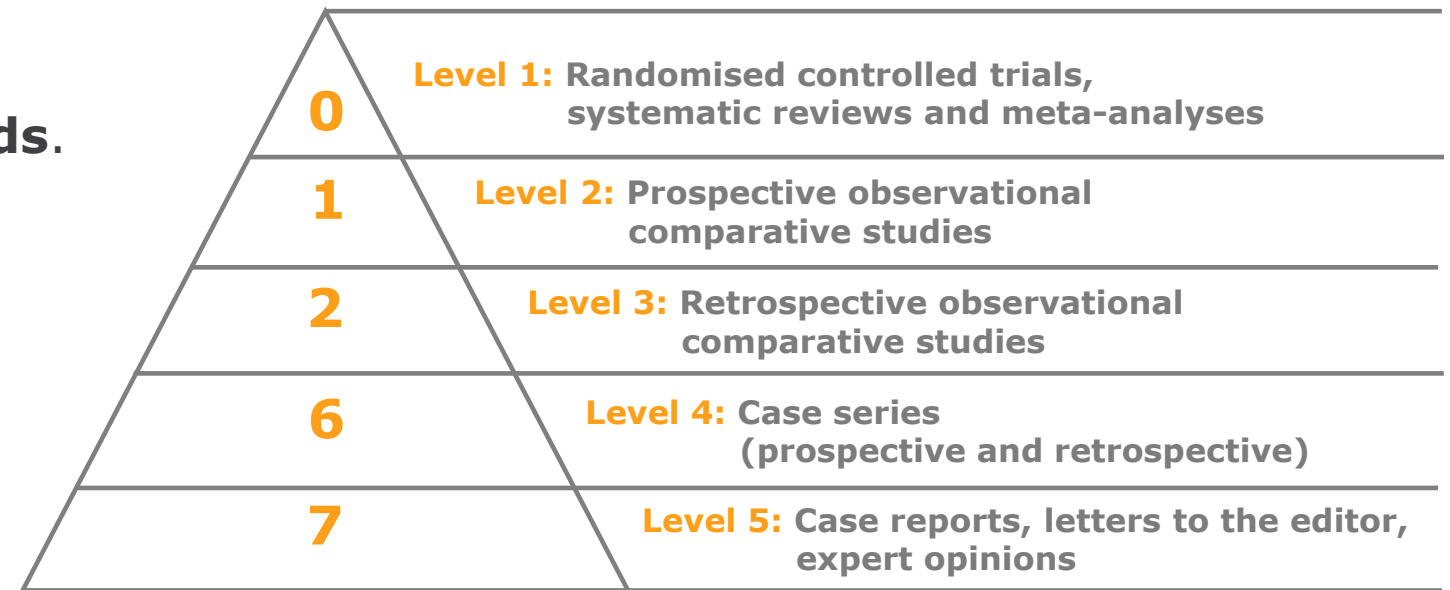 ds.
0
Level 1: Randomised controlled trials,
systematic reviews and meta-analyses
1
Level 2: Prospective observational
comparative studies
2
Level 3: Retrospective observational
comparative studies
6
Level 4: Case series
(prospective and retrospective)
7
Level 5: Case reports, letters to the editor,
expert opinions